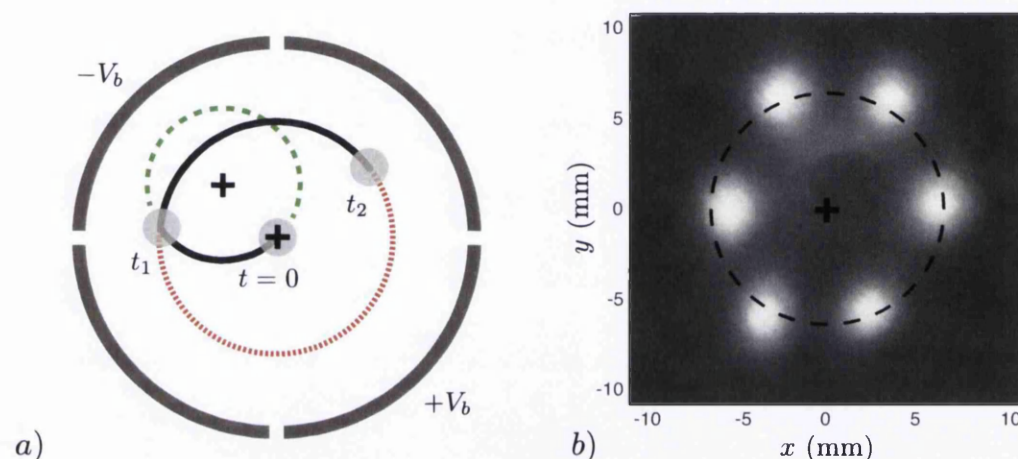 −V_b
t_1
t = 0
t_2
+V_b
a)
10
5
0
-5
-10
y (mm)
-10 -5 0 5 10
x (mm)
b)